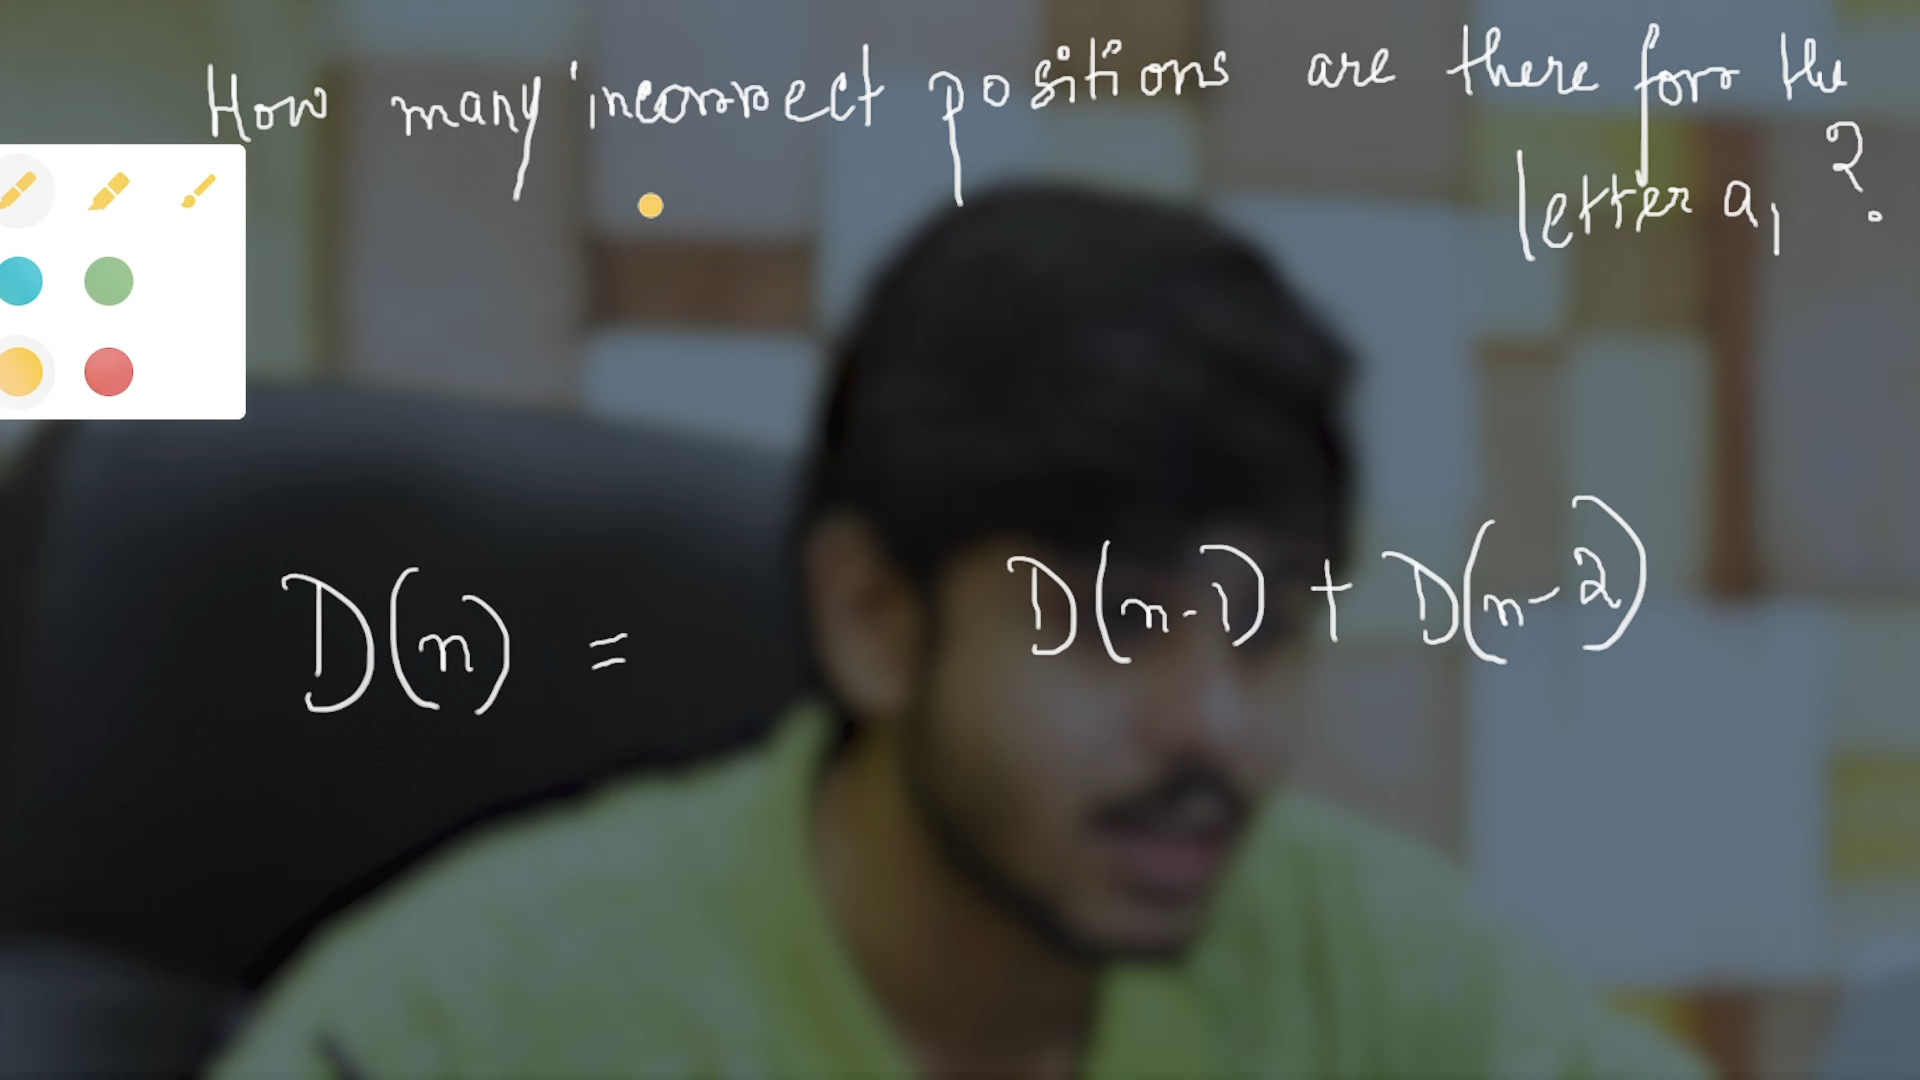 How many incorrect positions are there for the
letter a₁ ?
D(n) = D(n-1) + D(n-2)